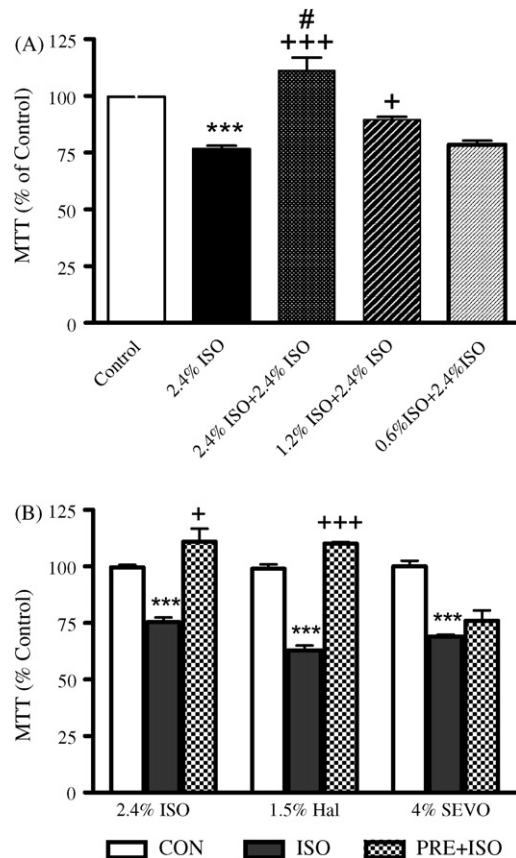 (A)
MTT (% of Control)
125
100
75
50
25
0
***
#
+++
+
Control
2.4% ISO
2.4% ISO+2.4% ISO
1.2% ISO+2.4% ISO
0.6%ISO+2.4%ISO
(B)
MTT (% Control)
125
100
75
50
25
0
***
+
***
+++
***
2.4% ISO
1.5% Hal
4% SEVO
CON
ISO
PRE+ISO